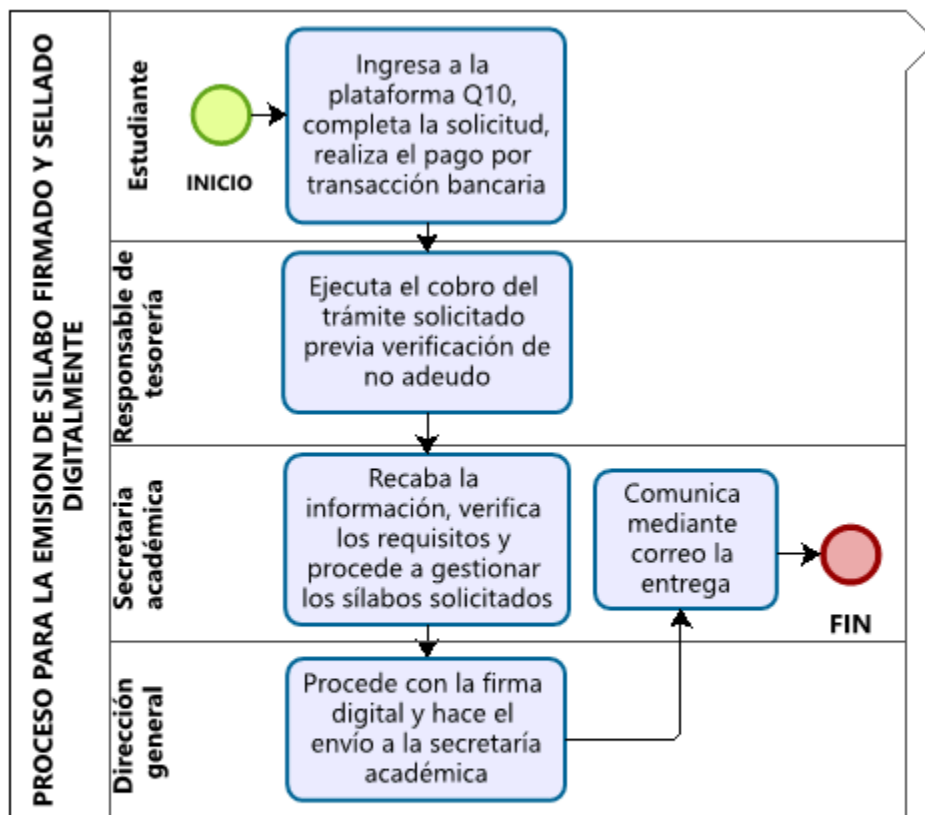 PROCESO PARA LA EMISION DE SILABO FIRMADO Y SELLADO
DIGITALMENTE
Estudiante
INICIO
Ingresa a la
plataforma Q10,
completa la solicitud,
realiza el pago por
transacción bancaria
Responsable de
tesorería
Ejecuta el cobro del
trámite solicitado
previa verificación de
no adeudo
Secretaria
académica
Recaba la
información, verifica
los requisitos y
procede a gestionar
los sílabos solicitados
Comunica
mediante
correo la
entrega
FIN
Dirección
general
Procede con la firma
digital y hace el
envío a la secretaría
académica